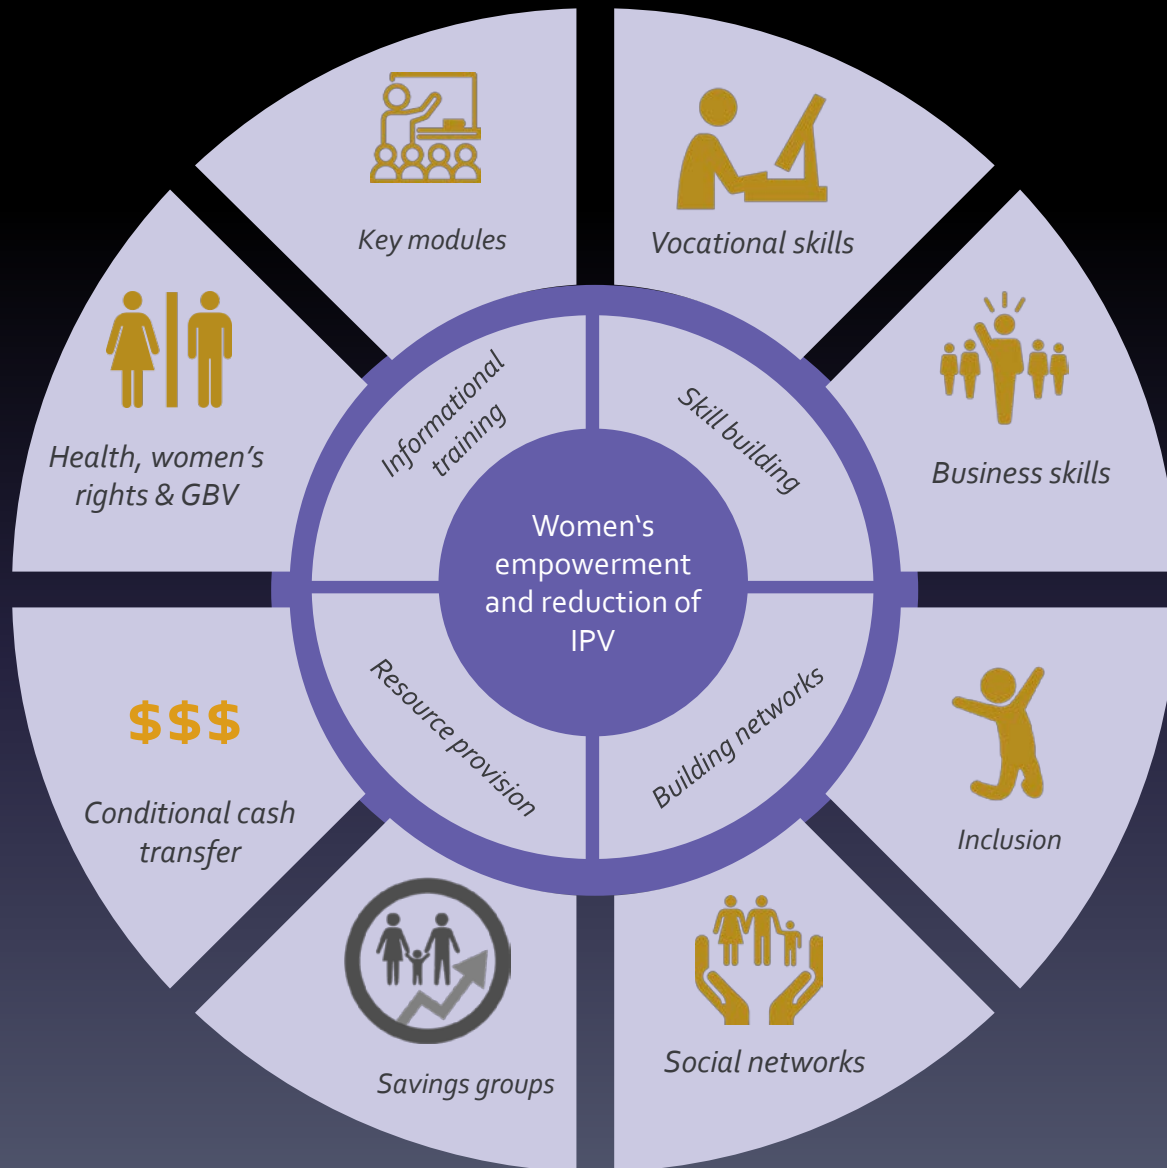 Key modules
Vocational skills
Health, women's
rights & GBV
Business skills
Informational
training
Skill building
Women‘s
empowerment
and reduction of
IPV
Resource provision
Building networks
$$$
Conditional cash
transfer
Inclusion
Savings groups
Social networks